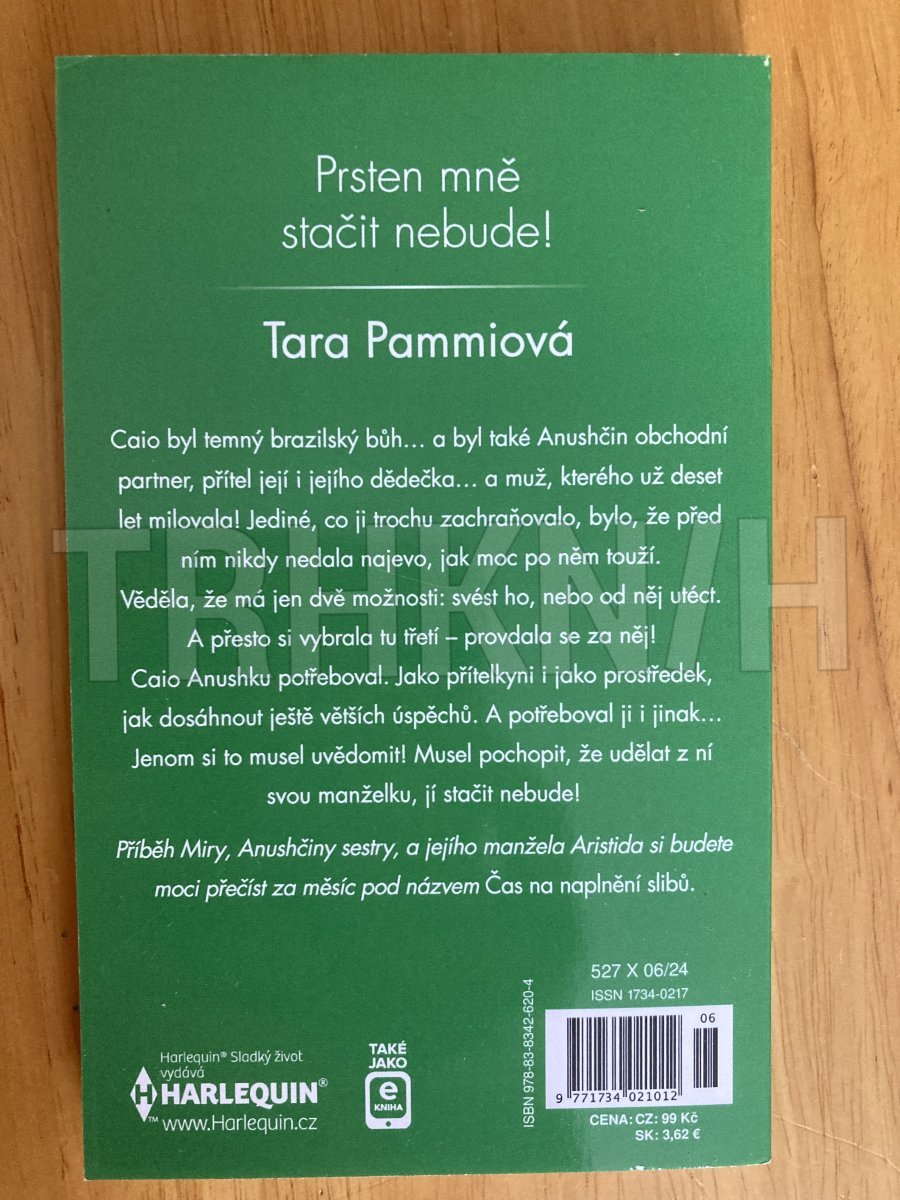 Prsten mně
stačit nebude!
Tara Pammiová
Caio byl temný brazilský bůh... a byl také Anushčin obchodní
partner, přítel její i jejího dědečka... a muž, kterého už deset
let milovala! Jediné, co ji trochu zachraňovalo, bylo, že před
ním nikdy nedala najevo, jak moc po něm touží.
Věděla, že má jen dvě možnosti: svést ho, nebo od něj utéct.
A přesto si vybrala tu třetí – provdala se za něj!
Caio Anushku potřeboval. Jako přítelkyni i jako prostředek,
jak dosáhnout ještě větších úspěchů. A potřeboval ji i jinak...
Jenom si to musel uvědomit! Musel pochopit, že udělat z ní
svou manželku, jí stačit nebude!
Příběh Miry, Anushčiny sestry, a jejího manžela Aristida si budete
moci přečíst za měsíc pod názvem Čas na naplnění slibů.
TRHKN/H
527 X 06/24
ISSN 1734-0217
06
ISBN 978-83-8342-620-4
9 771734 021012
CENA: CZ: 99 Kč
SK: 3,62 €
Harlequin® Sladký život
vydává
H HARLEQUIN®
™ www.Harlequin.cz
TAKÉ
JAKO
e
KNIHA